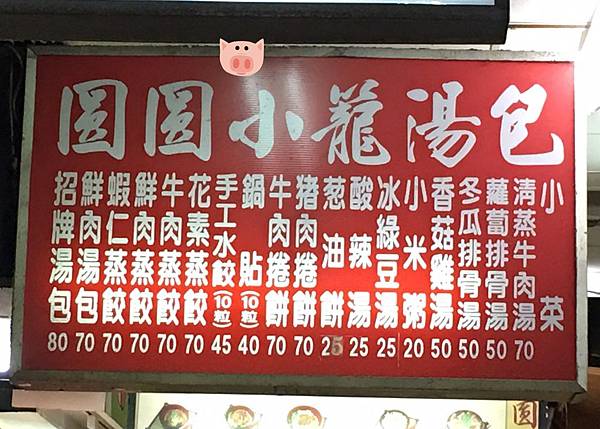 圓圓小籠湯包
招牌湯包 80
鮮肉湯包 70
蝦仁蒸餃 70
鮮肉蒸餃 70
牛肉蒸餃 70
花素蒸餃 70
手工水餃(10粒) 45
鍋貼(10粒) 40
牛肉捲餅 70
豬肉捲餅 70
葱油餅 25
酸辣湯 25
冰綠豆湯 25
小米粥 20
香菇雞湯 50
冬瓜排骨湯 50
蘿蔔排骨湯 50
清蒸牛肉湯 70
小菜
圓